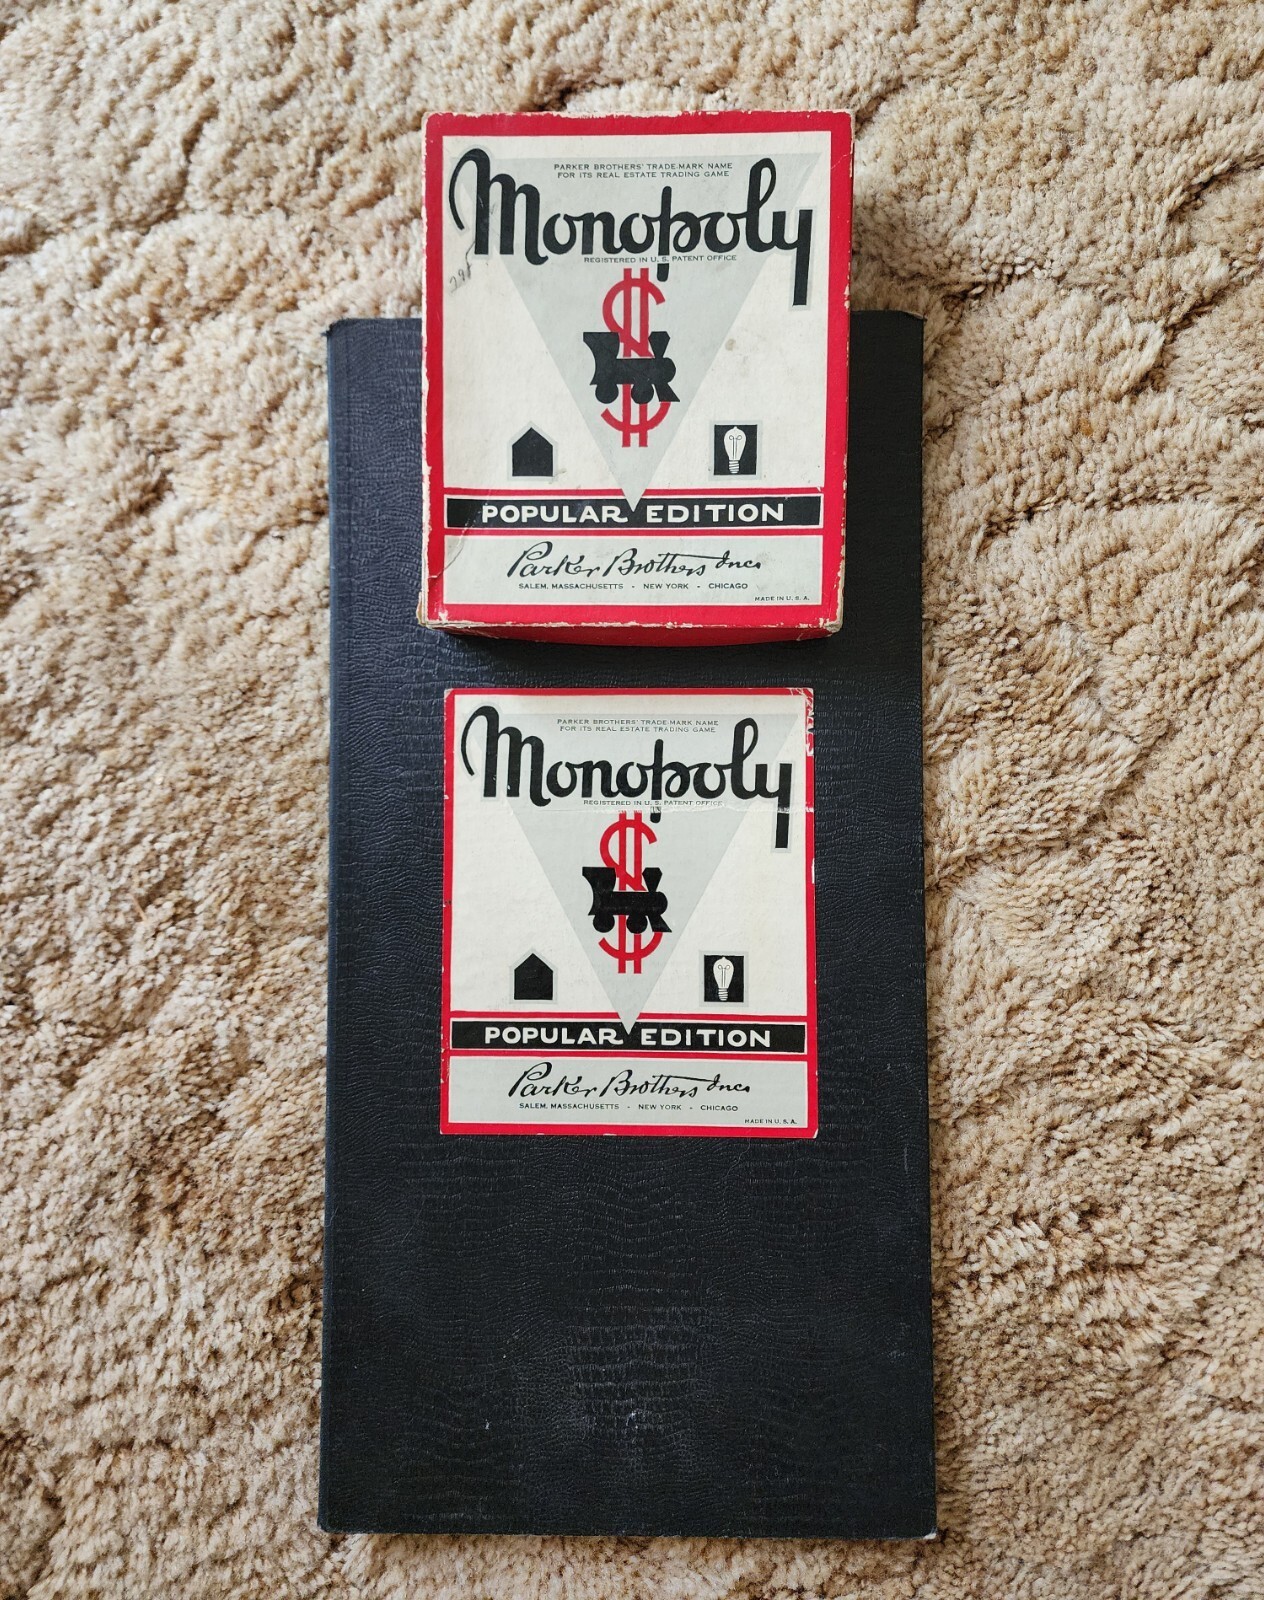 PARKER BROTHERS' TRADE-MARK NAME
FOR ITS REAL ESTATE TRADING GAME
Monopoly
REGISTERED IN U. S. PATENT OFFICE
POPULAR EDITION
Parker Brothers Inc.
SALEM, MASSACHUSETTS - NEW YORK - CHICAGO
MADE IN U. S. A.
PARKER BROTHERS' TRADE-MARK NAME
FOR ITS REAL ESTATE TRADING GAME
Monopoly
REGISTERED IN U. S. PATENT OFFICE
POPULAR EDITION
Parker Brothers Inc.
SALEM, MASSACHUSETTS - NEW YORK - CHICAGO
MADE IN U. S. A.